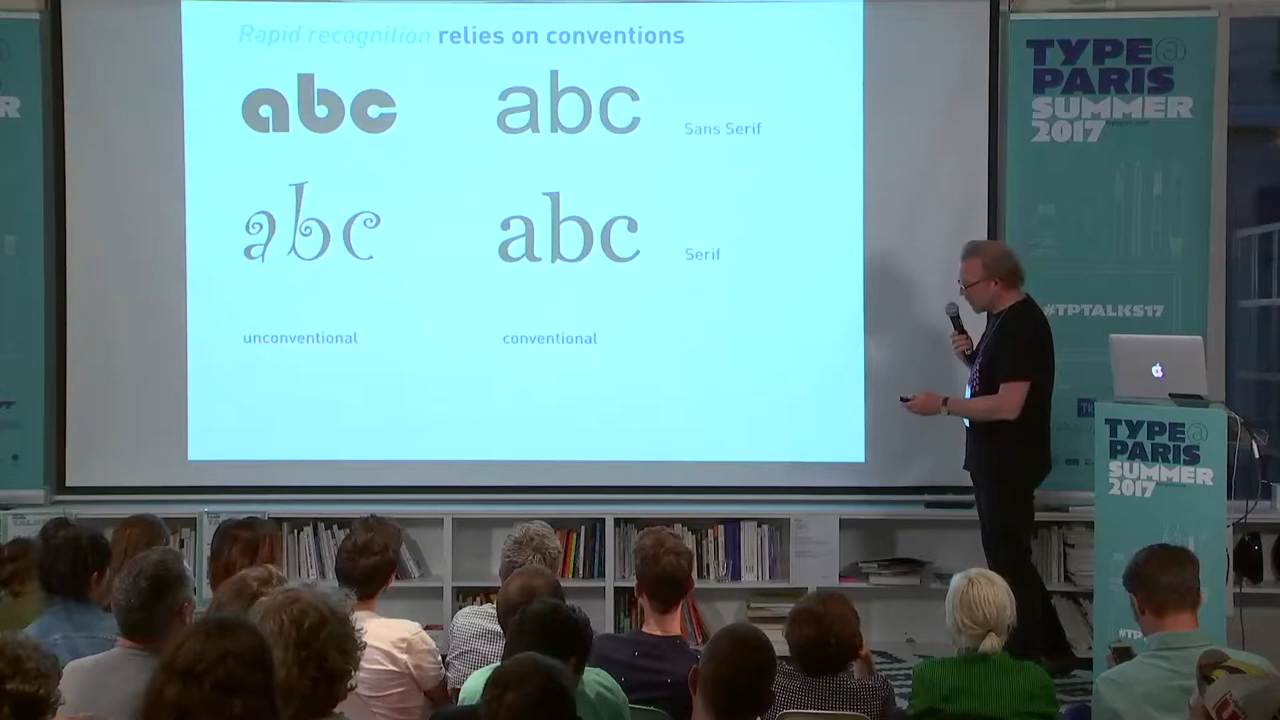 Rapid recognition relies on conventions
abc
abc
Sans Serif
abc
abc
Serif
unconventional
conventional
R
TYPE@
PARIS
SUMMER
2017
#TPTALKS17
TYPE@
PARIS
SUMMER
2017
#TP